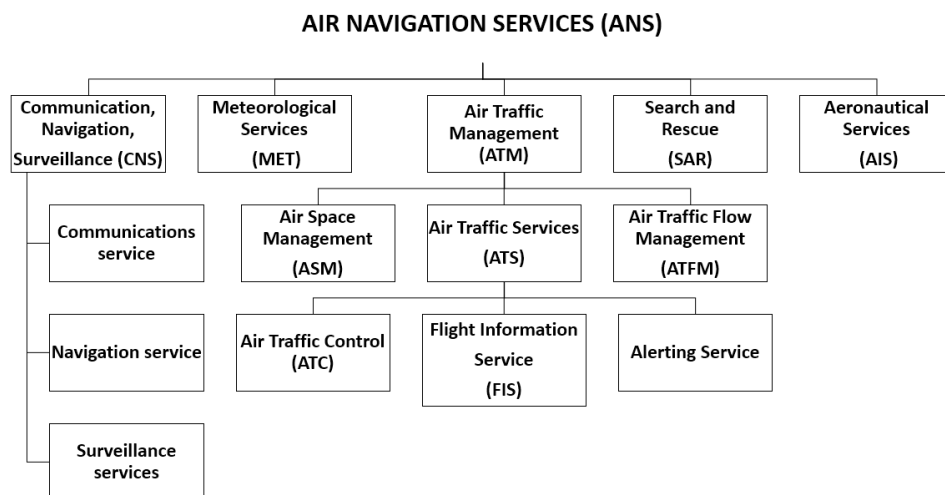 AIR NAVIGATION SERVICES (ANS)
Communication,
Navigation,
Surveillance (CNS)
Meteorological
Services
(MET)
Air Traffic
Management
(ATM)
Search and
Rescue
(SAR)
Aeronautical
Services
(AIS)
Communications
service
Navigation service
Surveillance
services
Air Space
Management
(ASM)
Air Traffic Services
(ATS)
Air Traffic Flow
Management
(ATFM)
Air Traffic Control
(ATC)
Flight Information
Service
(FIS)
Alerting Service